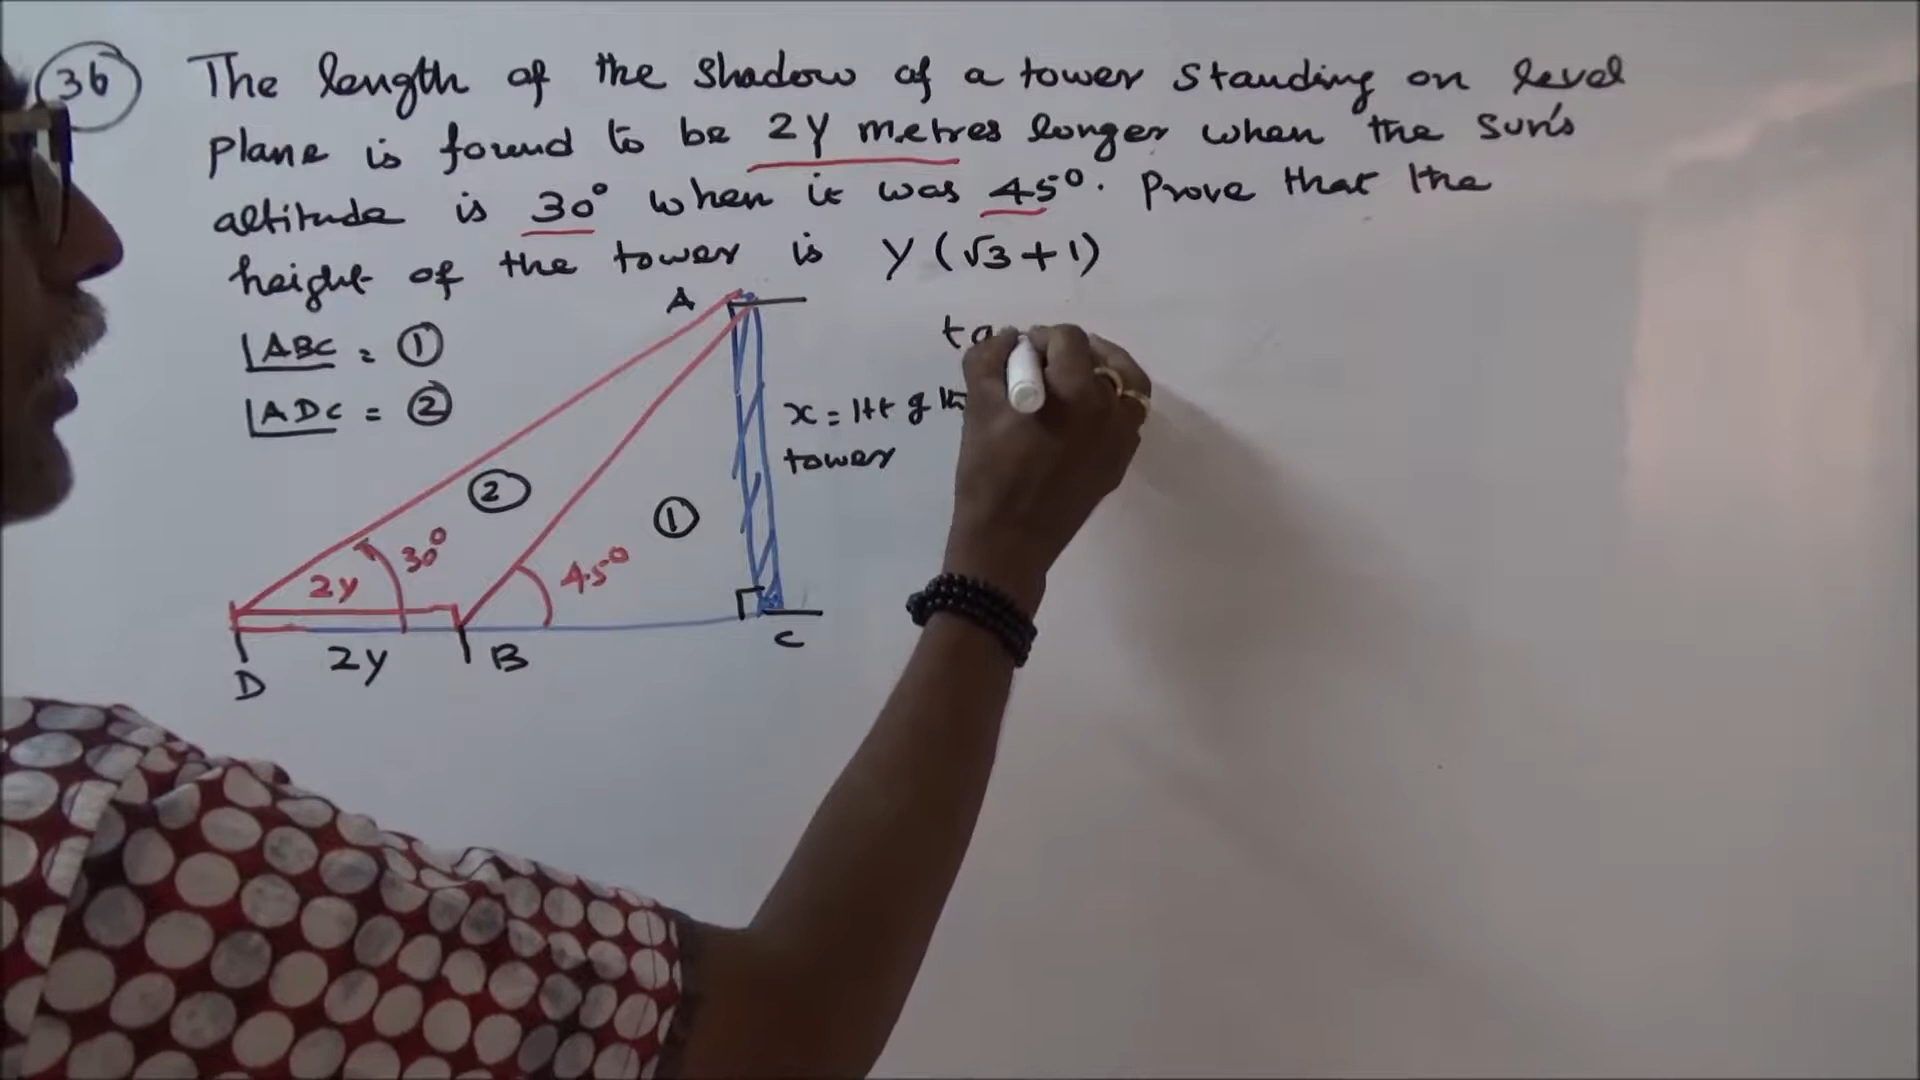 36
The length of the shadow of a tower standing on level
plane is found to be 2y metres longer when the sun's
altitude is 30° when it was 45°. Prove that the
height of the tower is y (√3+1)
∠ABC = ①
∠ADC = ②
A
ta
x = Ht of
tower
②
①
30°
45°
2y
2y
B
C
D